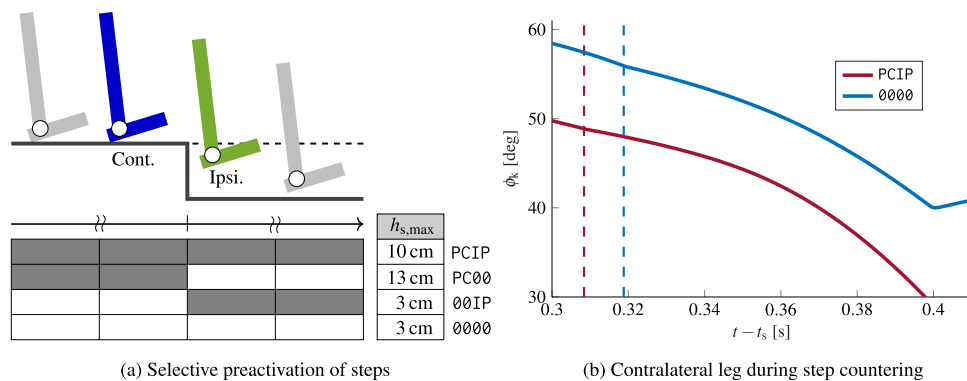 Cont.
Ipsi.
h_s,max
10 cm PCIP
13 cm PC00
3 cm 00IP
3 cm 0000
(a) Selective preactivation of steps
60
50
40
30
ϕ_k [deg]
PCIP
0000
0.3 0.32 0.34 0.36 0.38 0.4
t − t_s [s]
(b) Contralateral leg during step countering